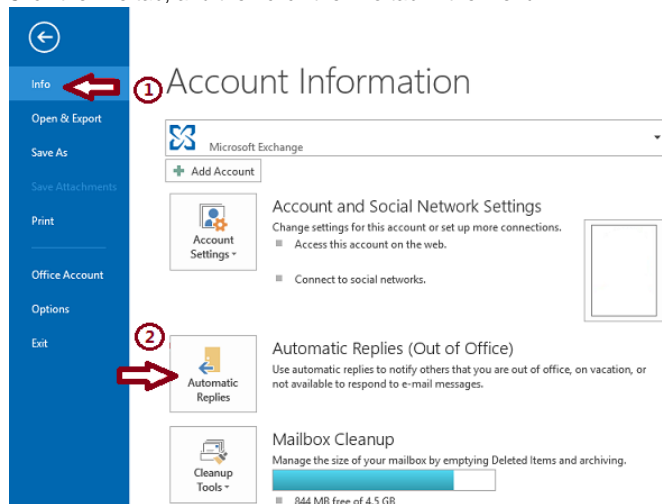 Info
Open & Export
Save As
Save Attachments
Print
Office Account
Options
Exit
1
Account Information
Microsoft Exchange
Add Account
Account
Settings
Account and Social Network Settings
Change settings for this account or set up more connections.
Access this account on the web.
Connect to social networks.
2
Automatic
Replies
Automatic Replies (Out of Office)
Use automatic replies to notify others that you are out of office, on vacation, or
not available to respond to e-mail messages.
Cleanup
Tools
Mailbox Cleanup
Manage the size of your mailbox by emptying Deleted Items and archiving.
844 MB free of 4.5 GB